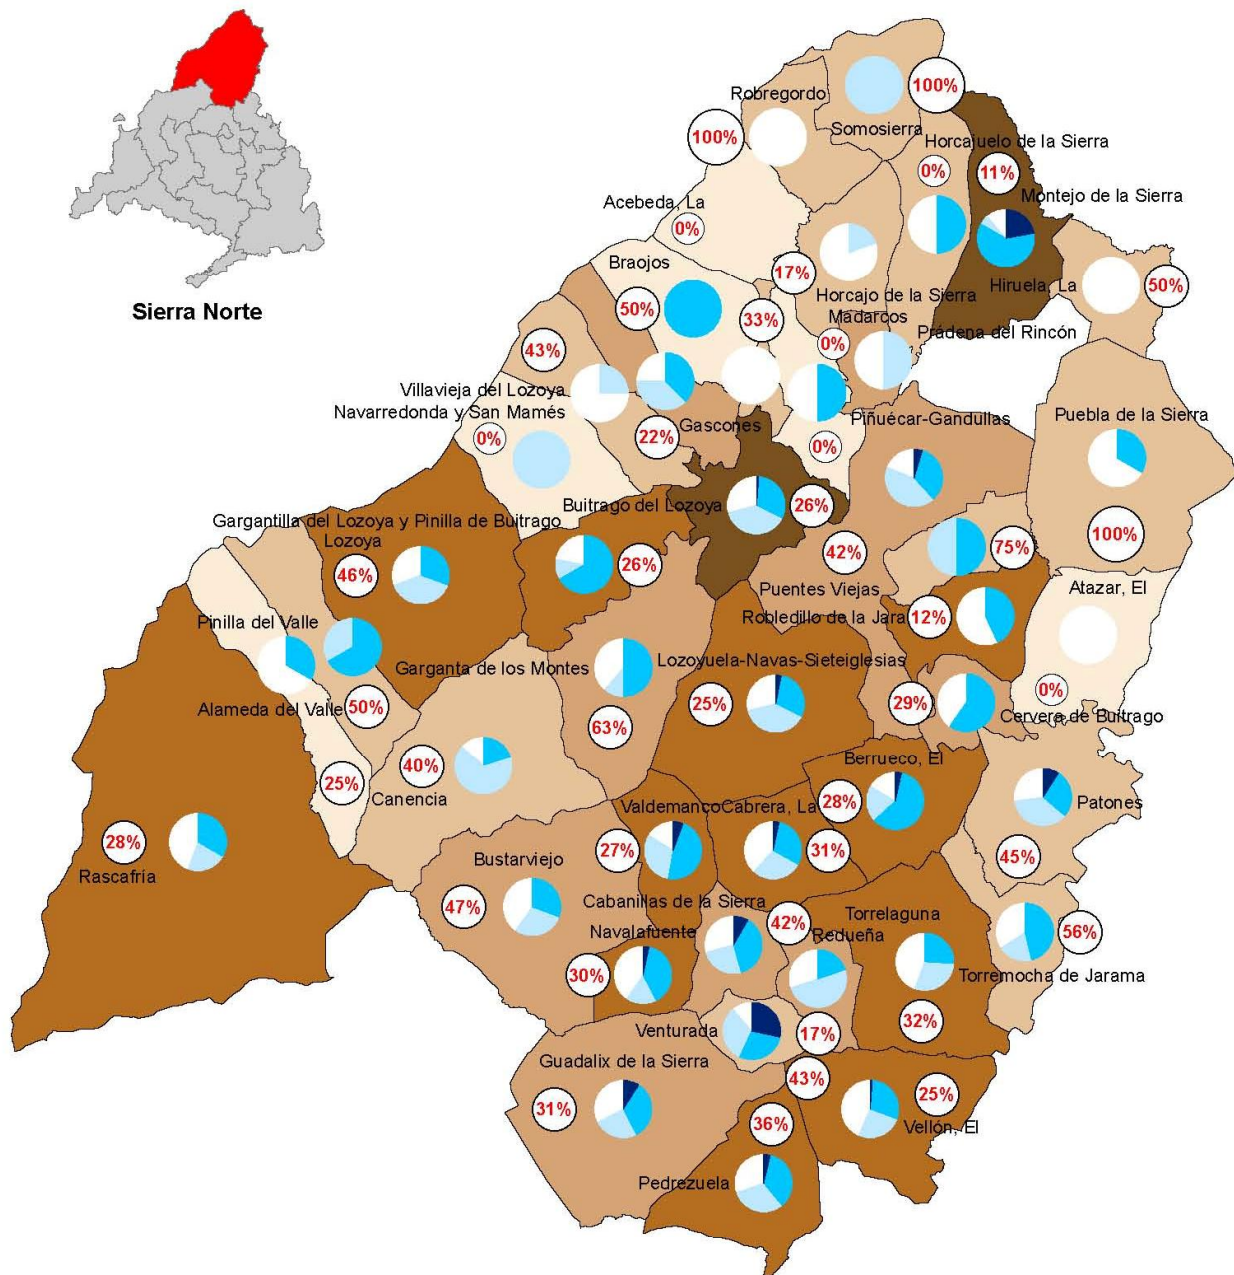 Robregordo
Somosierra
100%
100%
Horcajuelo de la Sierra
0%
11%
Montejo de la Sierra
Acebeda, La
0%
Braojos
17%
Hiruela, La
50%
Sierra Norte
50%
33%
Horcajo de la Sierra
Madarcos
Prádena del Rincón
43%
0%
Villavieja del Lozoya
Navarredonda y San Mamés
Gascones
Piñuécar-Gandullas
Puebla de la Sierra
0%
22%
0%
Buitrago del Lozoya
26%
Gargantilla del Lozoya y Pinilla de Buitrago
Lozoya
46%
26%
42%
75%
100%
Puentes Viejas
Atazar, El
Robledillo de la Jara
12%
Pinilla del Valle
Garganta de los Montes
Lozoyuela-Navas-Sieteiglesias
Alameda del Valle
50%
63%
25%
29%
0%
Cervera de Buitrago
25%
40%
Canencia
Berrueco, El
Valdemanco
Cabrera, La
28%
Patones
28%
Rascafría
27%
31%
45%
Bustarviejo
47%
Cabanillas de la Sierra
42%
Torrelaguna
Redueña
56%
Navalafuente
30%
Torremocha de Jarama
Venturada
17%
32%
Guadalix de la Sierra
43%
31%
25%
36%
Vellón, El
Pedrezuela